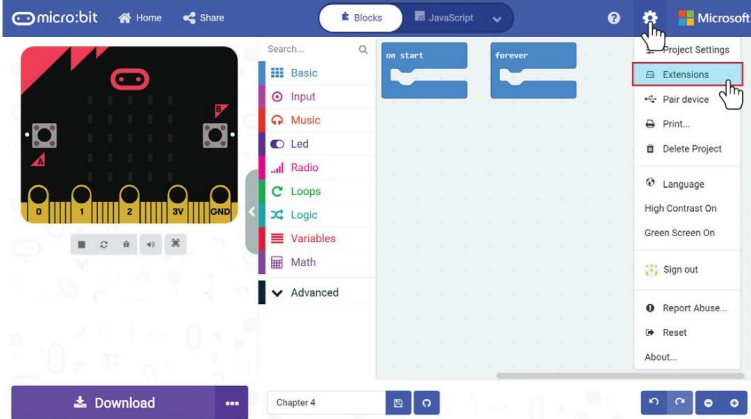 micro:bit Home Share Blocks JavaScript Microsoft
Search...
Basic
Input
Music
Led
Radio
Loops
Logic
Variables
Math
Advanced
on start
forever
Project Settings
Extensions
Pair device
Print...
Delete Project
Language
High Contrast On
Green Screen On
Sign out
Report Abuse...
Reset
About...
B
A
0 1 2 3V GND
Download
Chapter 4